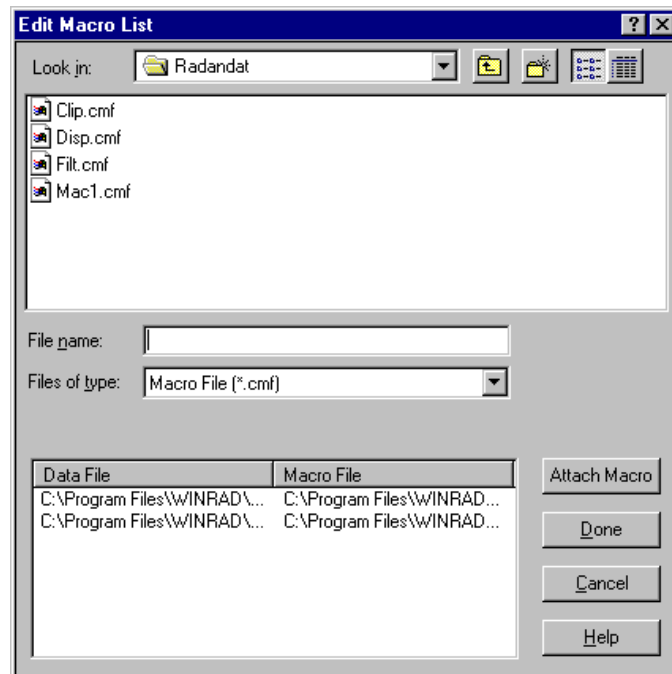 Edit Macro List
Look in: Radandat
Clip.cmf
Disp.cmf
Filt.cmf
Mac1.cmf
File name:
Files of type: Macro File (*.cmf)
Data File Macro File
C:\Program Files\WINRAD\... C:\Program Files\WINRAD...
C:\Program Files\WINRAD\... C:\Program Files\WINRAD...
Attach Macro
Done
Cancel
Help